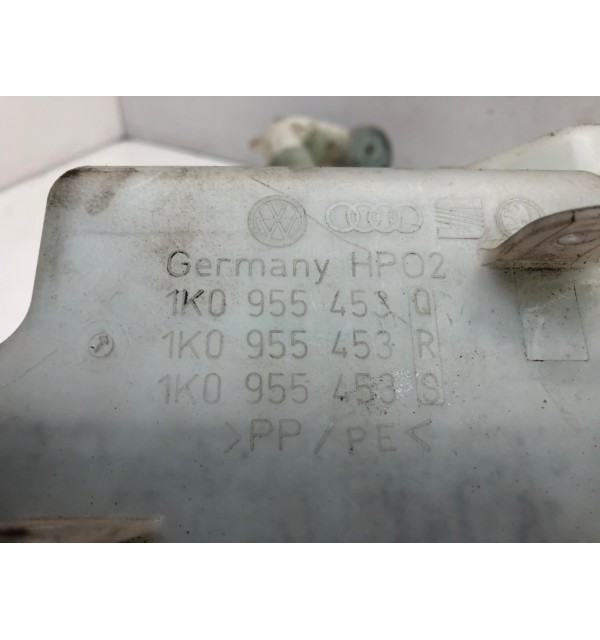 Germany HPO2
1K0 955 453 Q
1K0 955 453 R
1K0 955 453 S
>PP/PE<